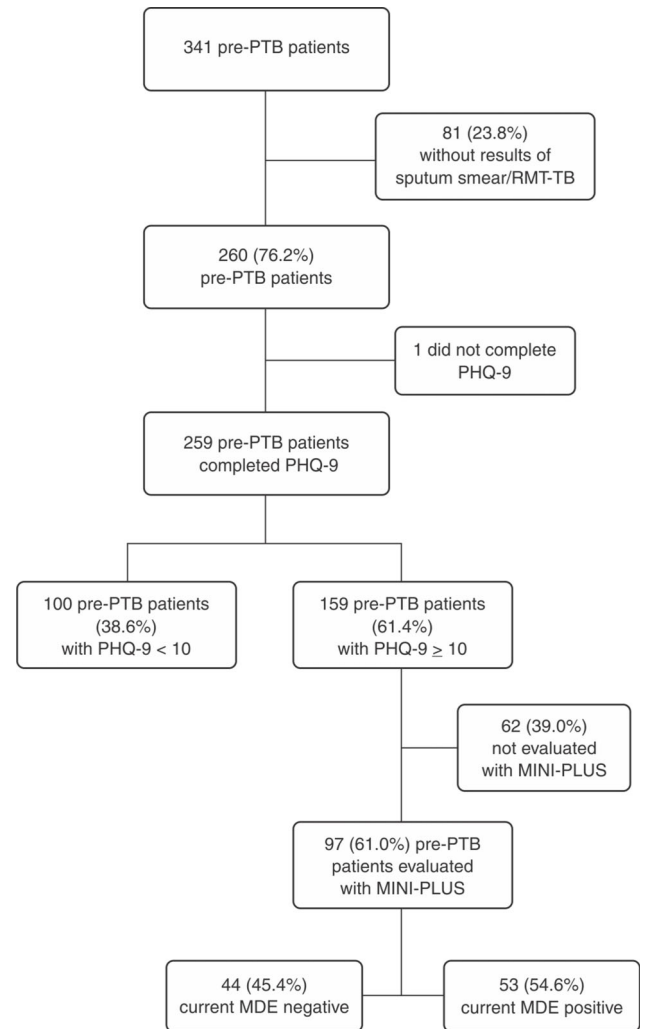 341 pre-PTB patients
81 (23.8%)
without results of
sputum smear/RMT-TB
260 (76.2%)
pre-PTB patients
1 did not complete
PHQ-9
259 pre-PTB patients
completed PHQ-9
100 pre-PTB patients
(38.6%)
with PHQ-9 < 10
159 pre-PTB patients
(61.4%)
with PHQ-9 ≥ 10
62 (39.0%)
not evaluated
with MINI-PLUS
97 (61.0%) pre-PTB
patients evaluated
with MINI-PLUS
44 (45.4%)
current MDE negative
53 (54.6%)
current MDE positive